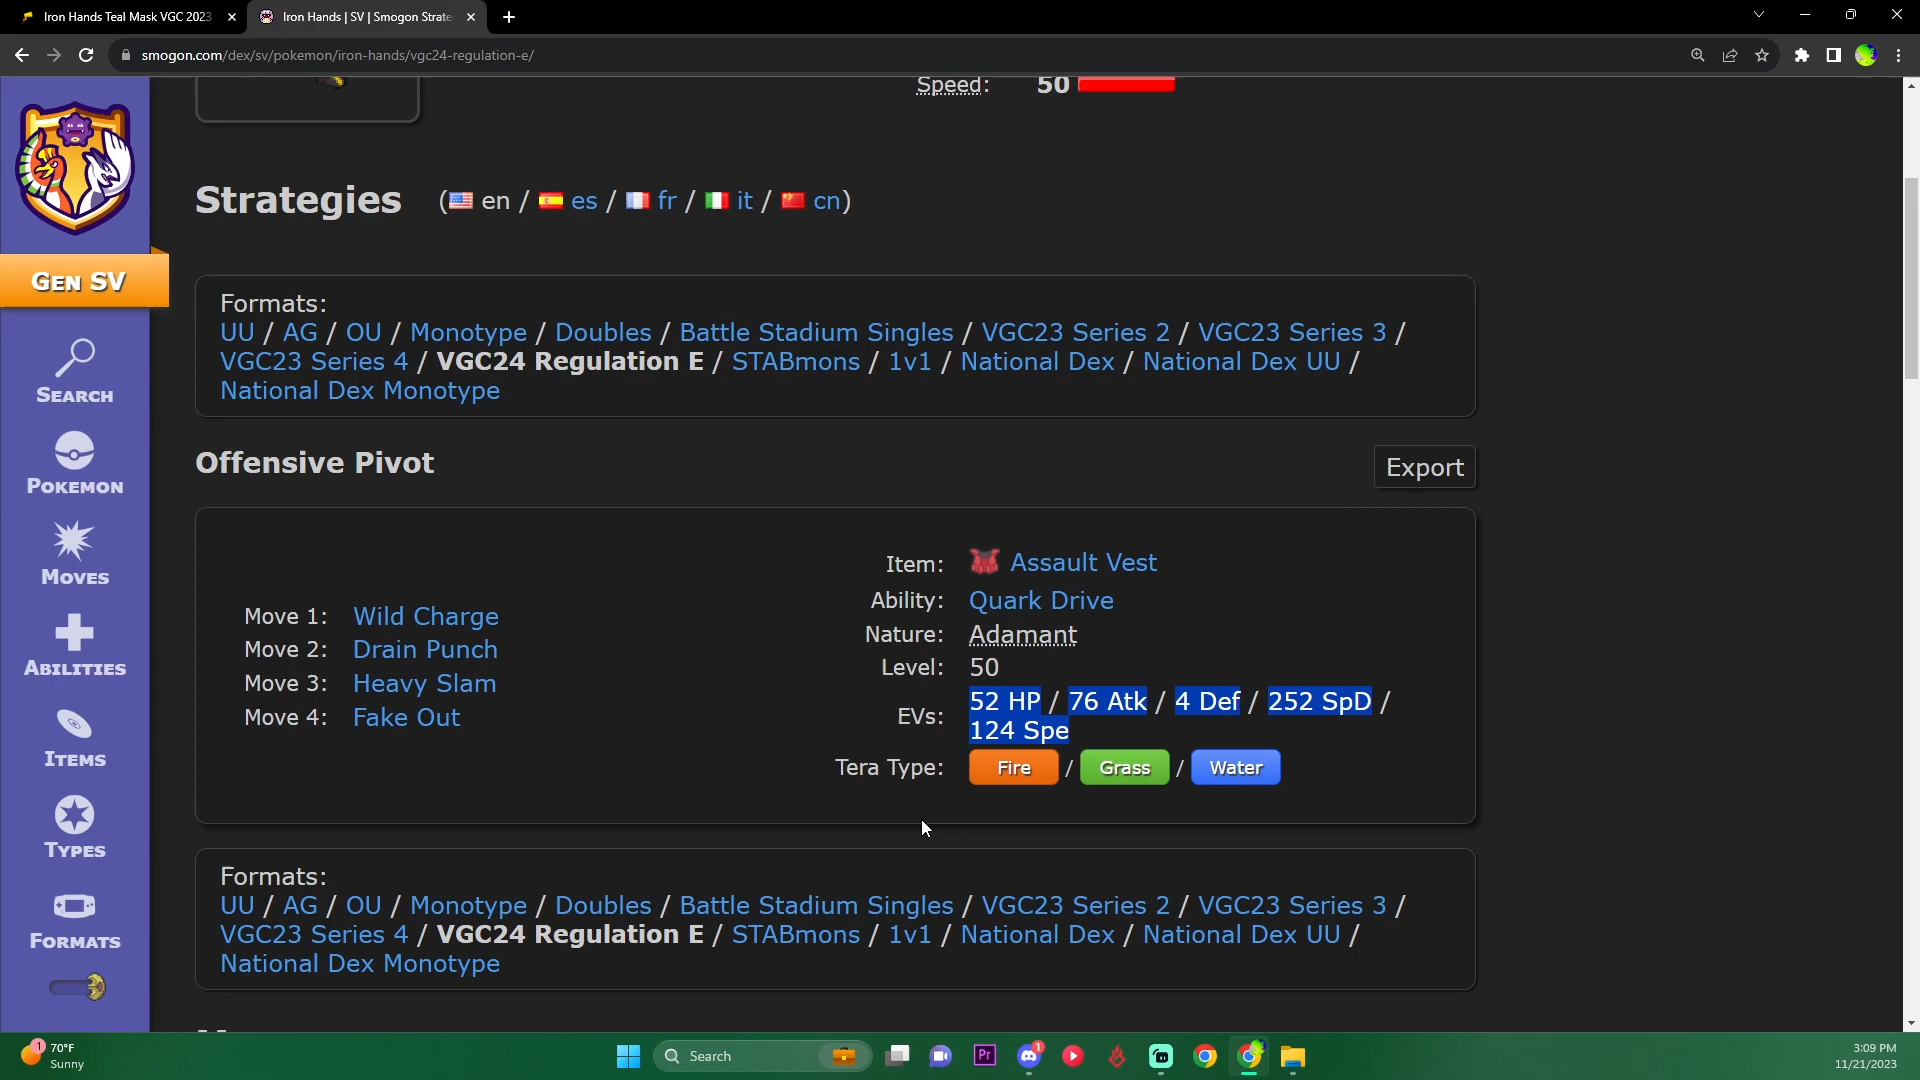 Iron Hands Teal Mask VGC 2023
Iron Hands | SV | Smogon Strate
smogon.com/dex/sv/pokemon/iron-hands/vgc24-regulation-e/
Speed: 50
GEN SV
SEARCH
POKEMON
MOVES
ABILITIES
ITEMS
TYPES
FORMATS
Strategies (en / es / fr / it / cn)
Formats:
UU / AG / OU / Monotype / Doubles / Battle Stadium Singles / VGC23 Series 2 / VGC23 Series 3 /
VGC23 Series 4 / VGC24 Regulation E / STABmons / 1v1 / National Dex / National Dex UU /
National Dex Monotype
Offensive Pivot
Export
Move 1: Wild Charge
Move 2: Drain Punch
Move 3: Heavy Slam
Move 4: Fake Out
Item: Assault Vest
Ability: Quark Drive
Nature: Adamant
Level: 50
EVs: 52 HP / 76 Atk / 4 Def / 252 SpD /
124 Spe
Tera Type: Fire / Grass / Water
Formats:
UU / AG / OU / Monotype / Doubles / Battle Stadium Singles / VGC23 Series 2 / VGC23 Series 3 /
VGC23 Series 4 / VGC24 Regulation E / STABmons / 1v1 / National Dex / National Dex UU /
National Dex Monotype
1
70°F
Sunny
Search
Pr
1
3:09 PM
11/21/2023